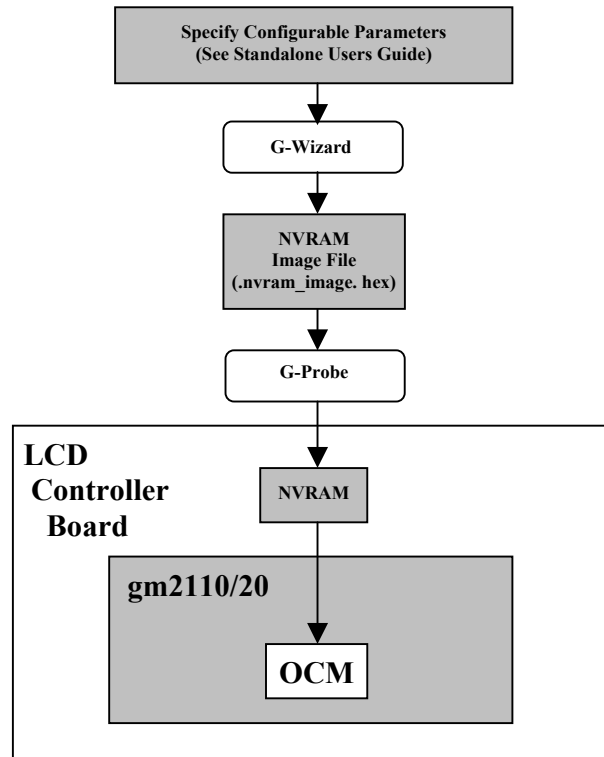 Specify Configurable Parameters
(See Standalone Users Guide)
G-Wizard
NVRAM
Image File
(.nvram_image. hex)
G-Probe
LCD
Controller
Board
NVRAM
gm2110/20
OCM